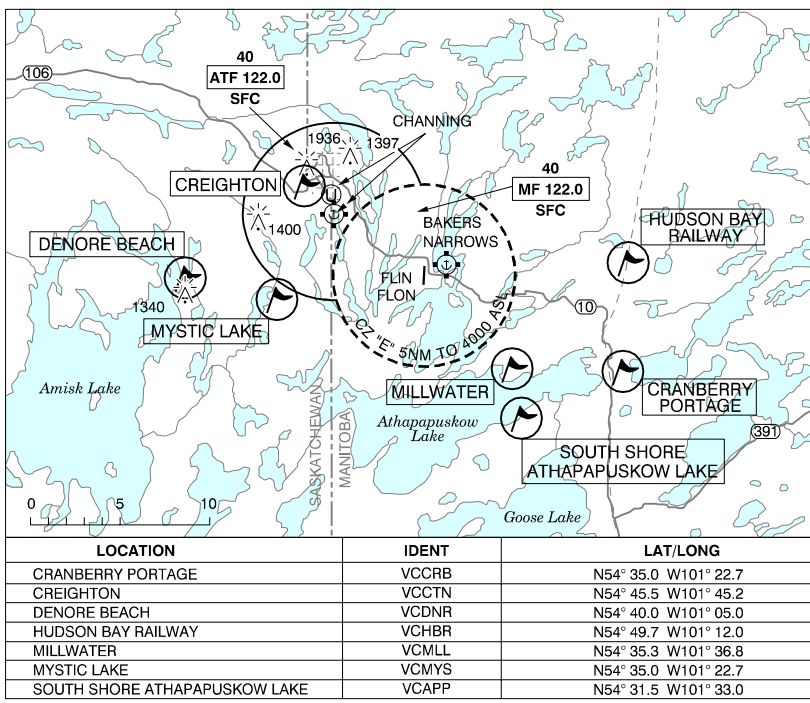 106
40
ATF 122.0
SFC
CHANNING
1936
1397
40
MF 122.0
SFC
CREIGHTON
U
1400
BAKERS
NARROWS
HUDSON BAY
RAILWAY
DENORE BEACH
FLIN
FLON
1340
MYSTIC LAKE
10
CZ "E" 5NM TO 4000 ASL
MILLWATER
CRANBERRY
PORTAGE
Amisk Lake
SASKATCHEWAN
MANITOBA
Athapapuskow
Lake
391
SOUTH SHORE
ATHAPAPUSKOW LAKE
0 5 10
Goose Lake
LOCATION IDENT LAT/LONG
CRANBERRY PORTAGE VCCRB N54° 35.0 W101° 22.7
CREIGHTON VCCTN N54° 45.5 W101° 45.2
DENORE BEACH VCDNR N54° 40.0 W101° 05.0
HUDSON BAY RAILWAY VCHBR N54° 49.7 W101° 12.0
MILLWATER VCMLL N54° 35.3 W101° 36.8
MYSTIC LAKE VCMYS N54° 35.0 W101° 22.7
SOUTH SHORE ATHAPAPUSKOW LAKE VCAPP N54° 31.5 W101° 33.0